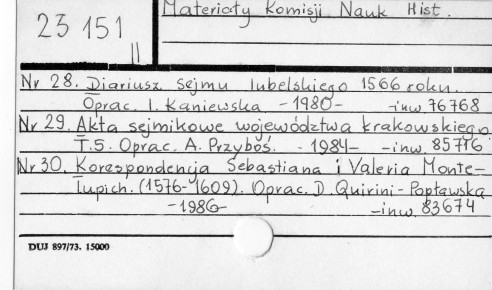 Materiały Komisji Nauk Hist.
23 151
II
Nr 28. Diariusz sejmu lubelskiego 1566 roku.
Oprac. I. Kaniewska -1980- -inw. 76768
Nr 29. Akta sejmikowe województwa krakowskiego.
T.5. Oprac. A. Przyboś. - 1984- -inw. 85716
Nr 30. Korespondencja Sebastiana i Valeria Monte-
lupich. (1576-1609). Oprac. D. Quirini-Popławska
-1986- -inw. 83674
DUJ 897/73. 15000